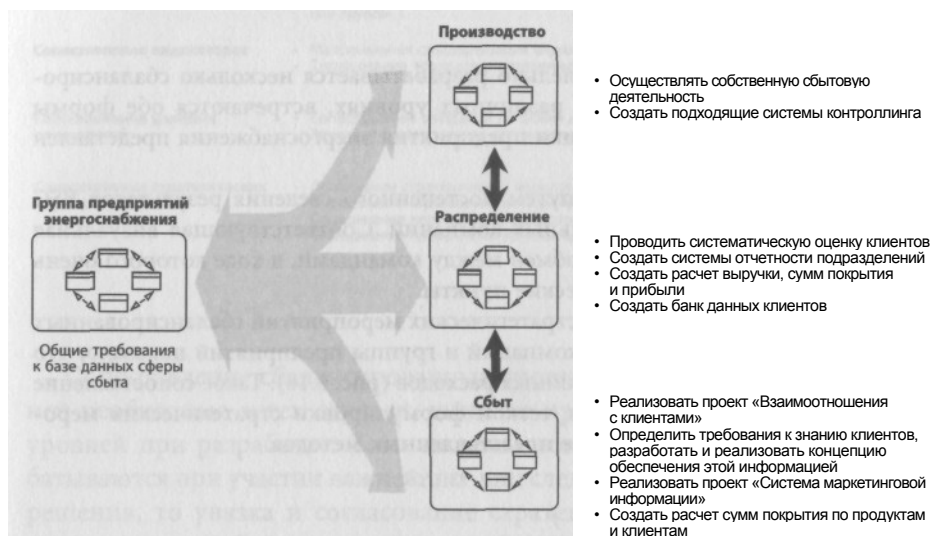 Производство
• Осуществлять собственную сбытовую
деятельность
• Создать подходящие системы контроллинга
Группа предприятий
энергоснабжения
Общие требования
к базе данных сферы
сбыта
Распределение
• Проводить систематическую оценку клиентов
• Создать системы отчетности подразделений
• Создать расчет выручки, сумм покрытия
и прибыли
• Создать банк данных клиентов
Сбыт
• Реализовать проект «Взаимоотношения
с клиентами»
• Определить требования к знанию клиентов,
разработать и реализовать концепцию
обеспечения этой информацией
• Реализовать проект «Система маркетинговой
информации»
• Создать расчет сумм покрытия по продуктам
и клиентам